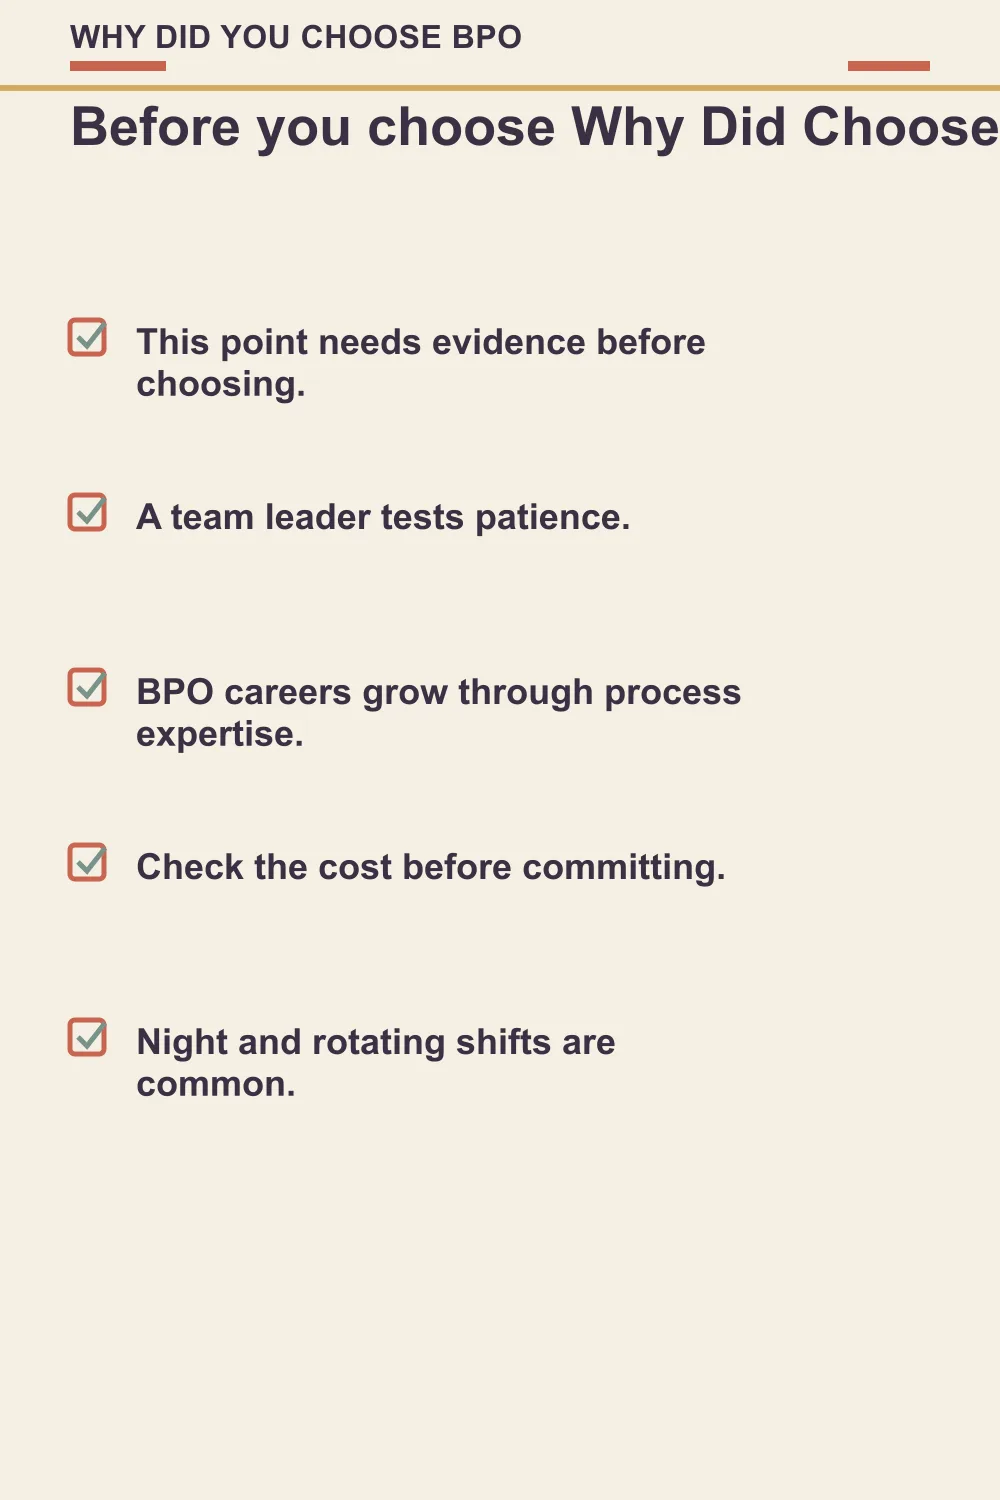 WHY DID YOU CHOOSE BPO
Before you choose Why Did Choose
This point needs evidence before
choosing.
A team leader tests patience.
BPO careers grow through process
expertise.
Check the cost before committing.
Night and rotating shifts are
common.